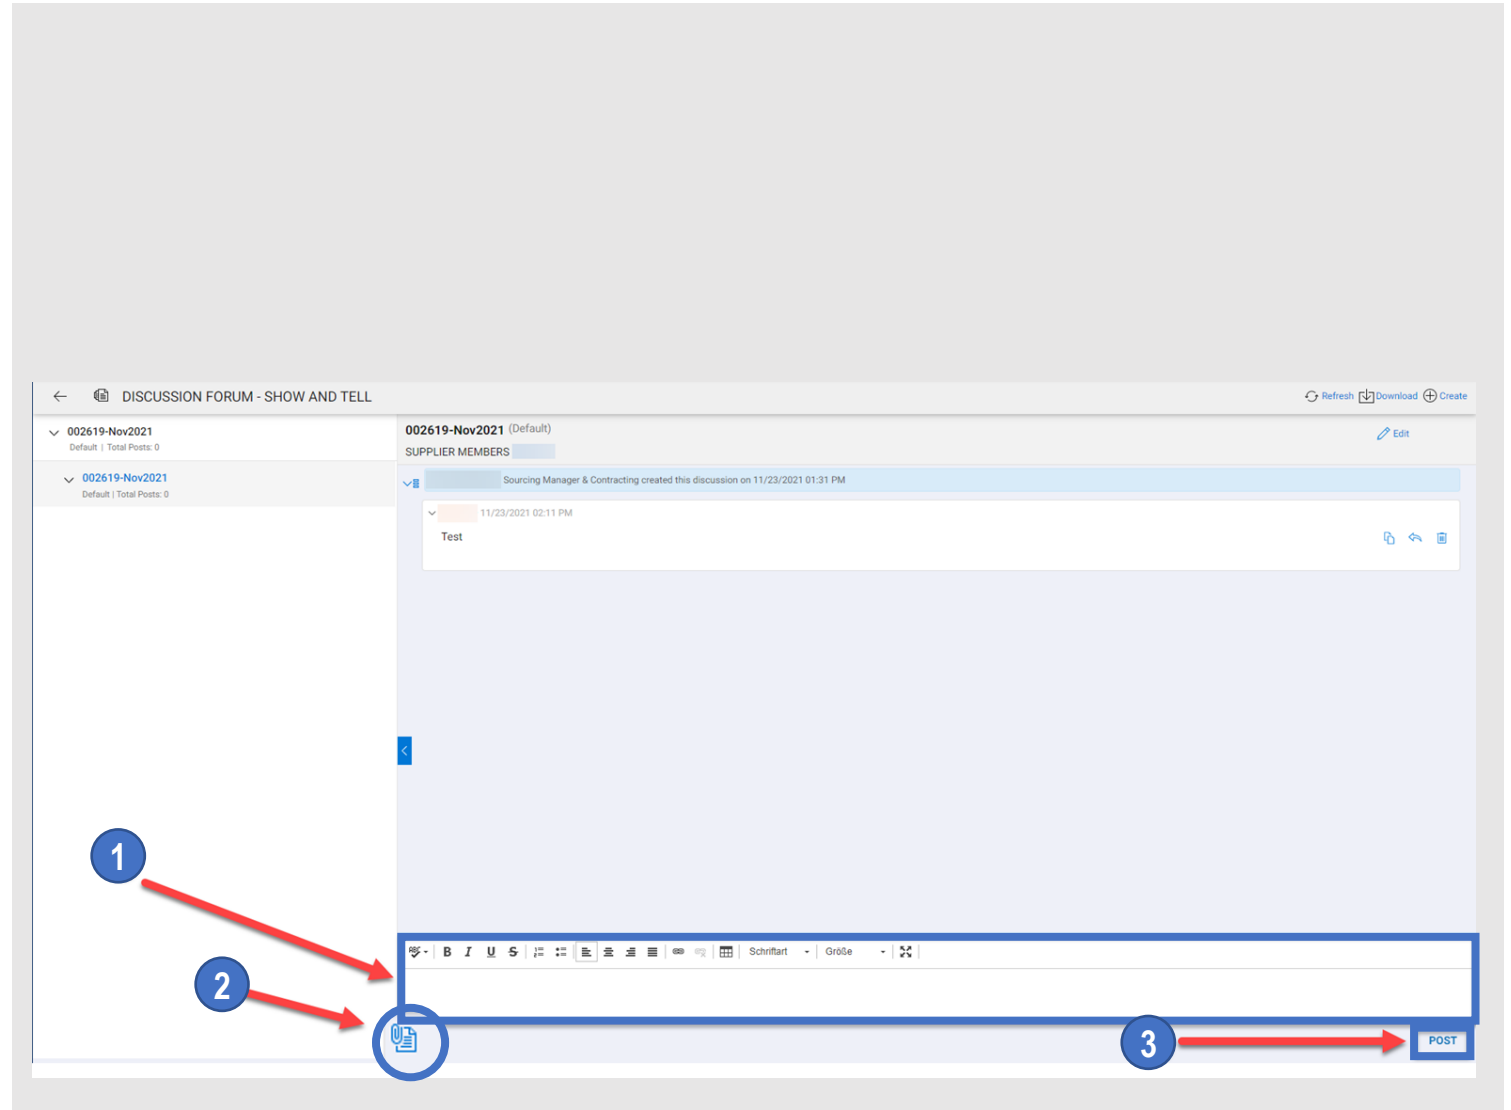 DISCUSSION FORUM - SHOW AND TELL
Refresh Download Create
002619-Nov2021
Default | Total Posts: 0
002619-Nov2021
Default | Total Posts: 0
002619-Nov2021 (Default)
Edit
SUPPLIER MEMBERS
Sourcing Manager & Contracting created this discussion on 11/23/2021 01:31 PM
11/23/2021 02:11 PM
Test
1
B I U S Schriftart Größe
2
3
POST